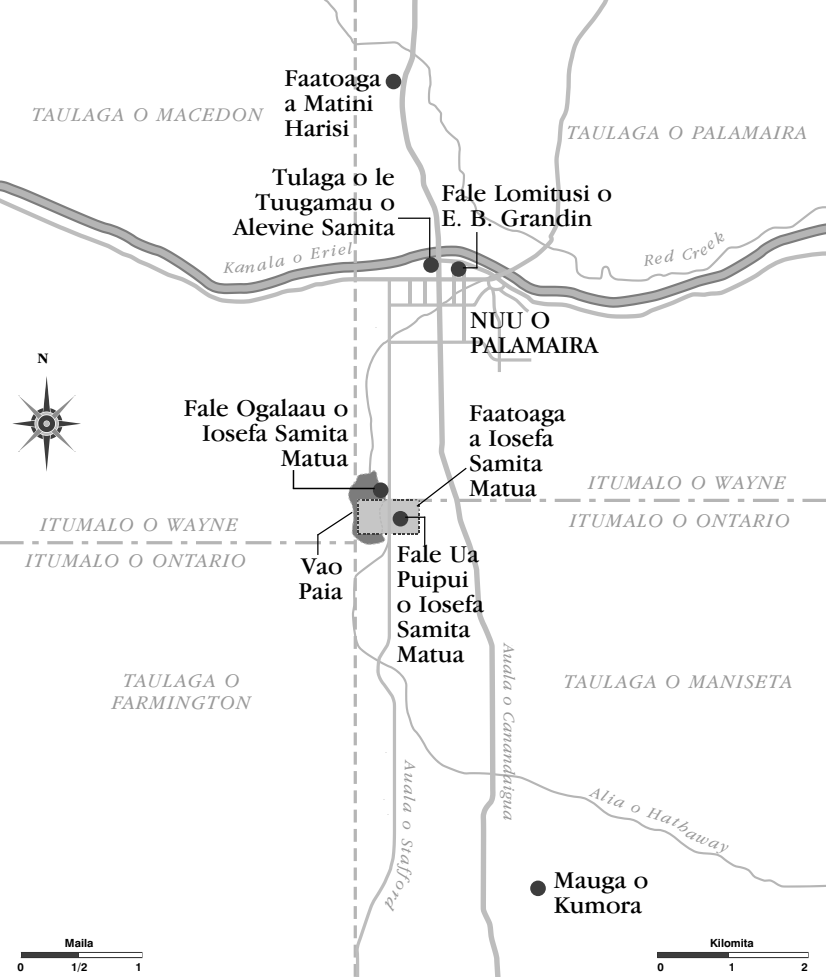 Faatoaga
a Matini
Harisi
TAULAGA O MACEDON
TAULAGA O PALAMAIRA
Tulaga o le
Tuugamau o
Alevine Samita
Fale Lomitusi o
E. B. Grandin
Kanala o Eriel
Red Creek
NUU O
PALAMAIRA
N
Fale Ogalaau o
Iosefa Samita
Matua
Faatoaga
a Iosefa
Samita
Matua
ITUMALO O WAYNE
ITUMALO O ONTARIO
ITUMALO O WAYNE
ITUMALO O ONTARIO
Vao
Paia
Fale Ua
Puipui
o Iosefa
Samita
Matua
TAULAGA O
FARMINGTON
TAULAGA O MANISETA
Auala o Canandaigua
Auala o Stafford
Alia o Hathaway
Mauga o
Kumora
Maila
0 1/2 1
Kilomita
0 1 2